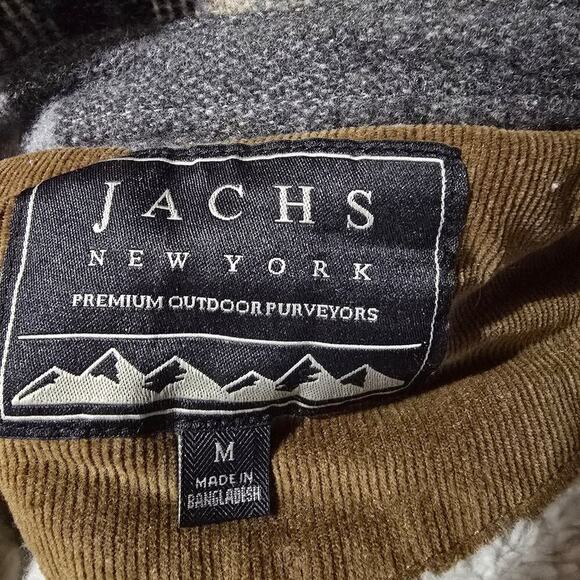 JACHS
NEW YORK
PREMIUM OUTDOOR PURVEYORS
M
MADE IN
BANGLADESH